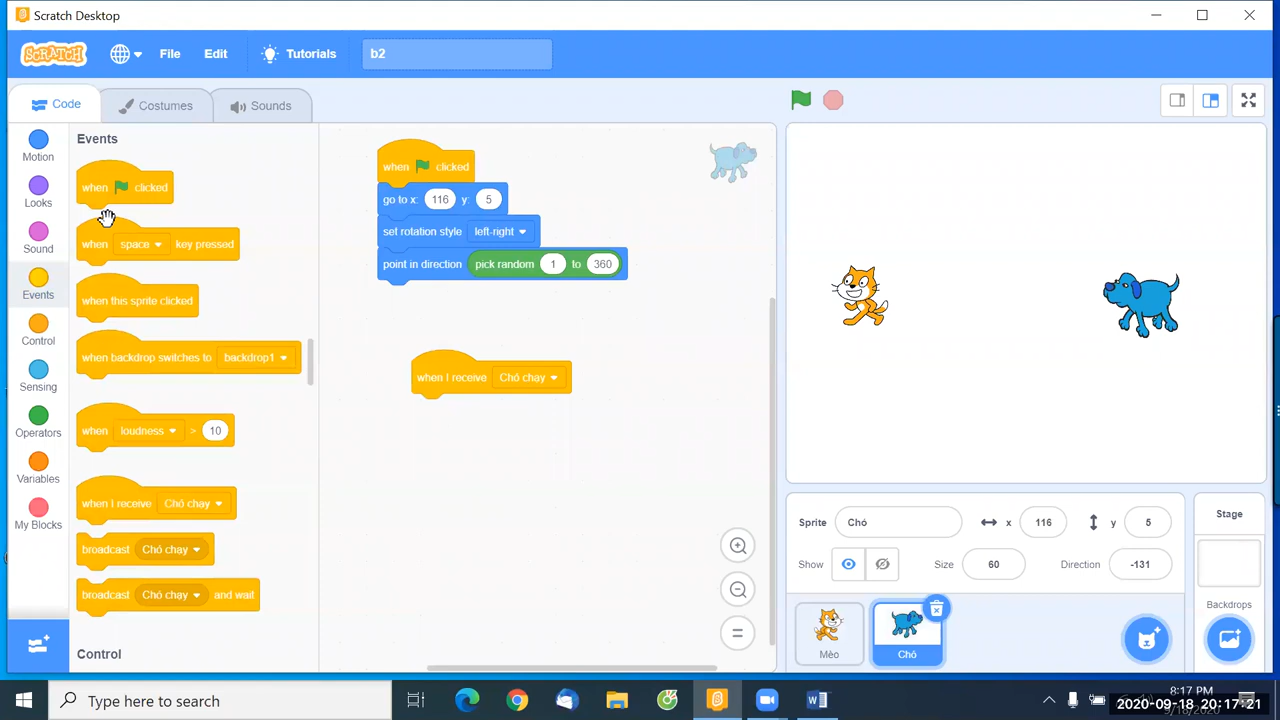 Scratch Desktop
SCRATCH
File
Edit
Tutorials
b2
Code
Costumes
Sounds
Motion
Looks
Sound
Events
Control
Sensing
Operators
Variables
My Blocks
Events
when clicked
when space key pressed
when this sprite clicked
when backdrop switches to backdrop1
when loudness > 10
when I receive Chó chạy
broadcast Chó chạy
broadcast Chó chạy and wait
Control
when clicked
go to x: 116 y: 5
set rotation style left-right
point in direction pick random 1 to 360
when I receive Chó chạy
Sprite Chó x 116 y 5
Show Size 60 Direction -131
Mèo
Chó
Stage
Backdrops
Type here to search
8:17 PM
2020-09-18 20:17:21